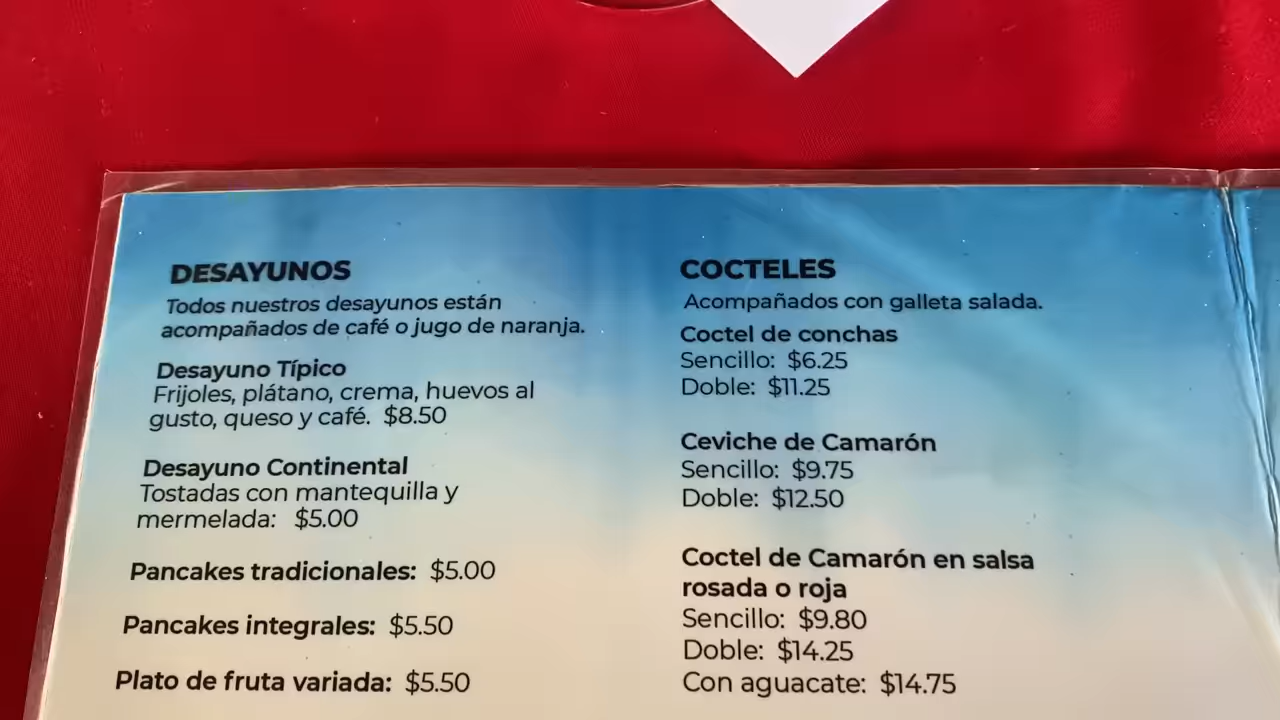 DESAYUNOS
Todos nuestros desayunos están
acompañados de café o jugo de naranja.
Desayuno Típico
Frijoles, plátano, crema, huevos al
gusto, queso y café. $8.50
Desayuno Continental
Tostadas con mantequilla y
mermelada: $5.00
Pancakes tradicionales: $5.00
Pancakes integrales: $5.50
Plato de fruta variada: $5.50
COCTELES
Acompañados con galleta salada.
Coctel de conchas
Sencillo: $6.25
Doble: $11.25
Ceviche de Camarón
Sencillo: $9.75
Doble: $12.50
Coctel de Camarón en salsa
rosada o roja
Sencillo: $9.80
Doble: $14.25
Con aguacate: $14.75